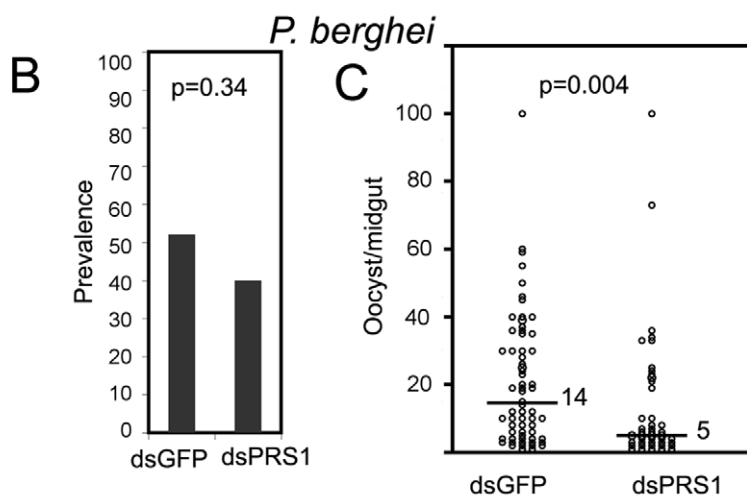 P. berghei
B
p=0.34
Prevalence
100
90
80
70
60
50
40
30
20
10
0
dsGFP dsPRS1
C
p=0.004
Oocyst/midgut
100
80
60
40
20
14
5
dsGFP dsPRS1